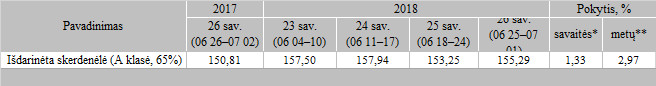 Pavadinimas 2017 2018 Pokytis, %
26 sav. (06 26–07 02) 23 sav. (06 04–10) 24 sav. (06 11–17) 25 sav. (06 18–24) 26 sav. (06 25–07 01) savaitės* metų**
Išdarinėta skerdenėlė (A klasė, 65%) 150,81 157,50 157,94 153,25 155,29 1,33 2,97